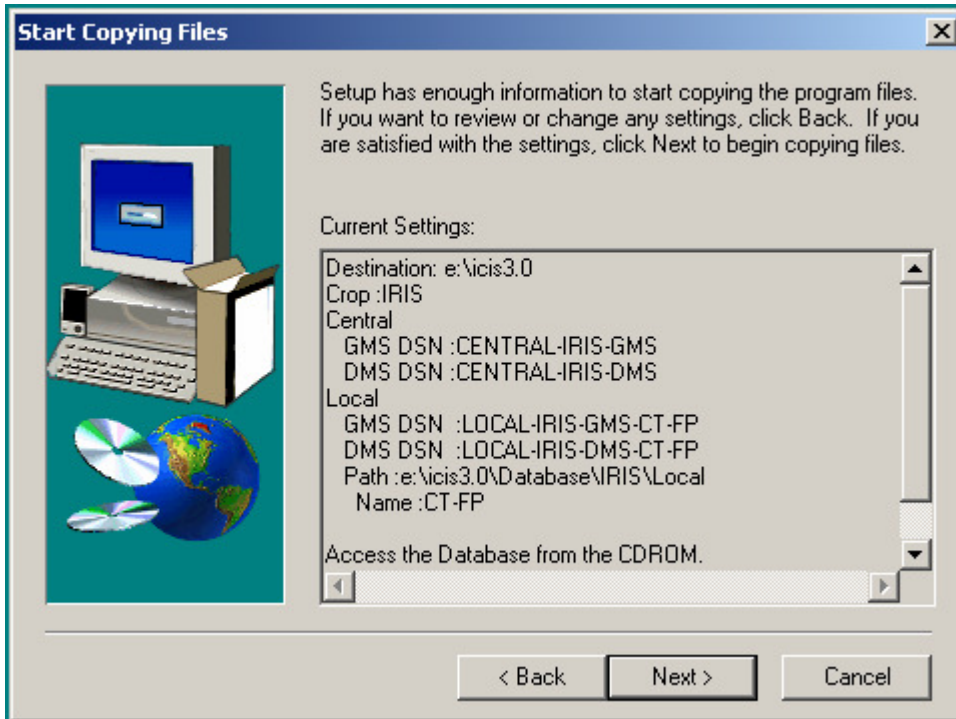 Start Copying Files
Setup has enough information to start copying the program files.
If you want to review or change any settings, click Back.  If you
are satisfied with the settings, click Next to begin copying files.
Current Settings:
Destination: e:\icis3.0
Crop :IRIS
Central
   GMS DSN :CENTRAL-IRIS-GMS
   DMS DSN :CENTRAL-IRIS-DMS
Local
   GMS DSN  :LOCAL-IRIS-GMS-CT-FP
   DMS DSN  :LOCAL-IRIS-DMS-CT-FP
   Path :e:\icis3.0\Database\IRIS\Local
     Name :CT-FP
Access the Database from the CDROM.
< Back
Next >
Cancel